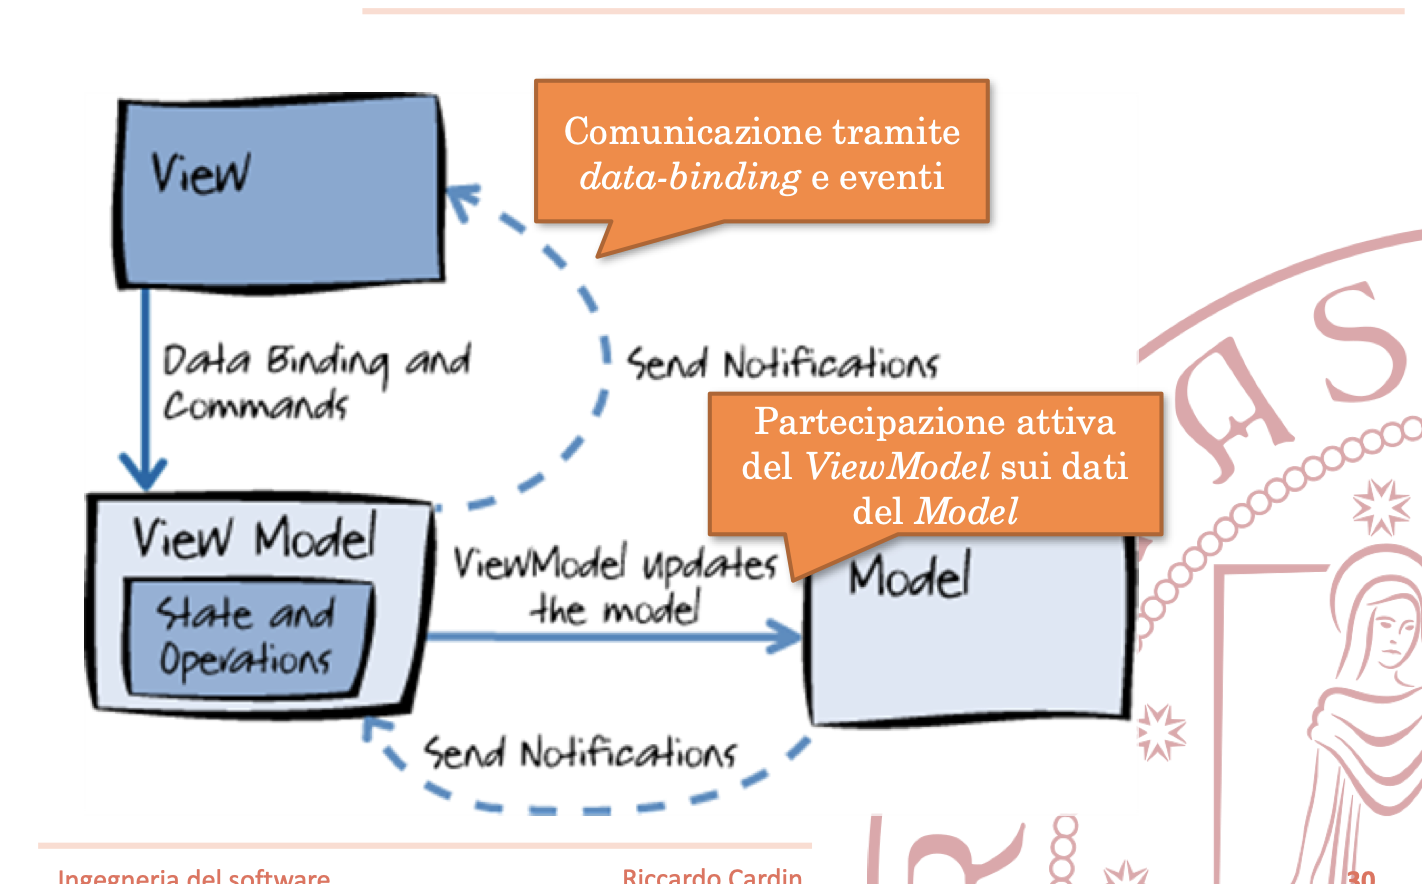 Comunicazione tramite
data-binding e eventi
View
Data Binding and
Commands
Send Notifications
Partecipazione attiva
del ViewModel sui dati
del Model
View Model
State and
Operations
ViewModel updates
the model
Model
Send Notifications
A S
Ingegneria del software
Riccardo Cardin
30